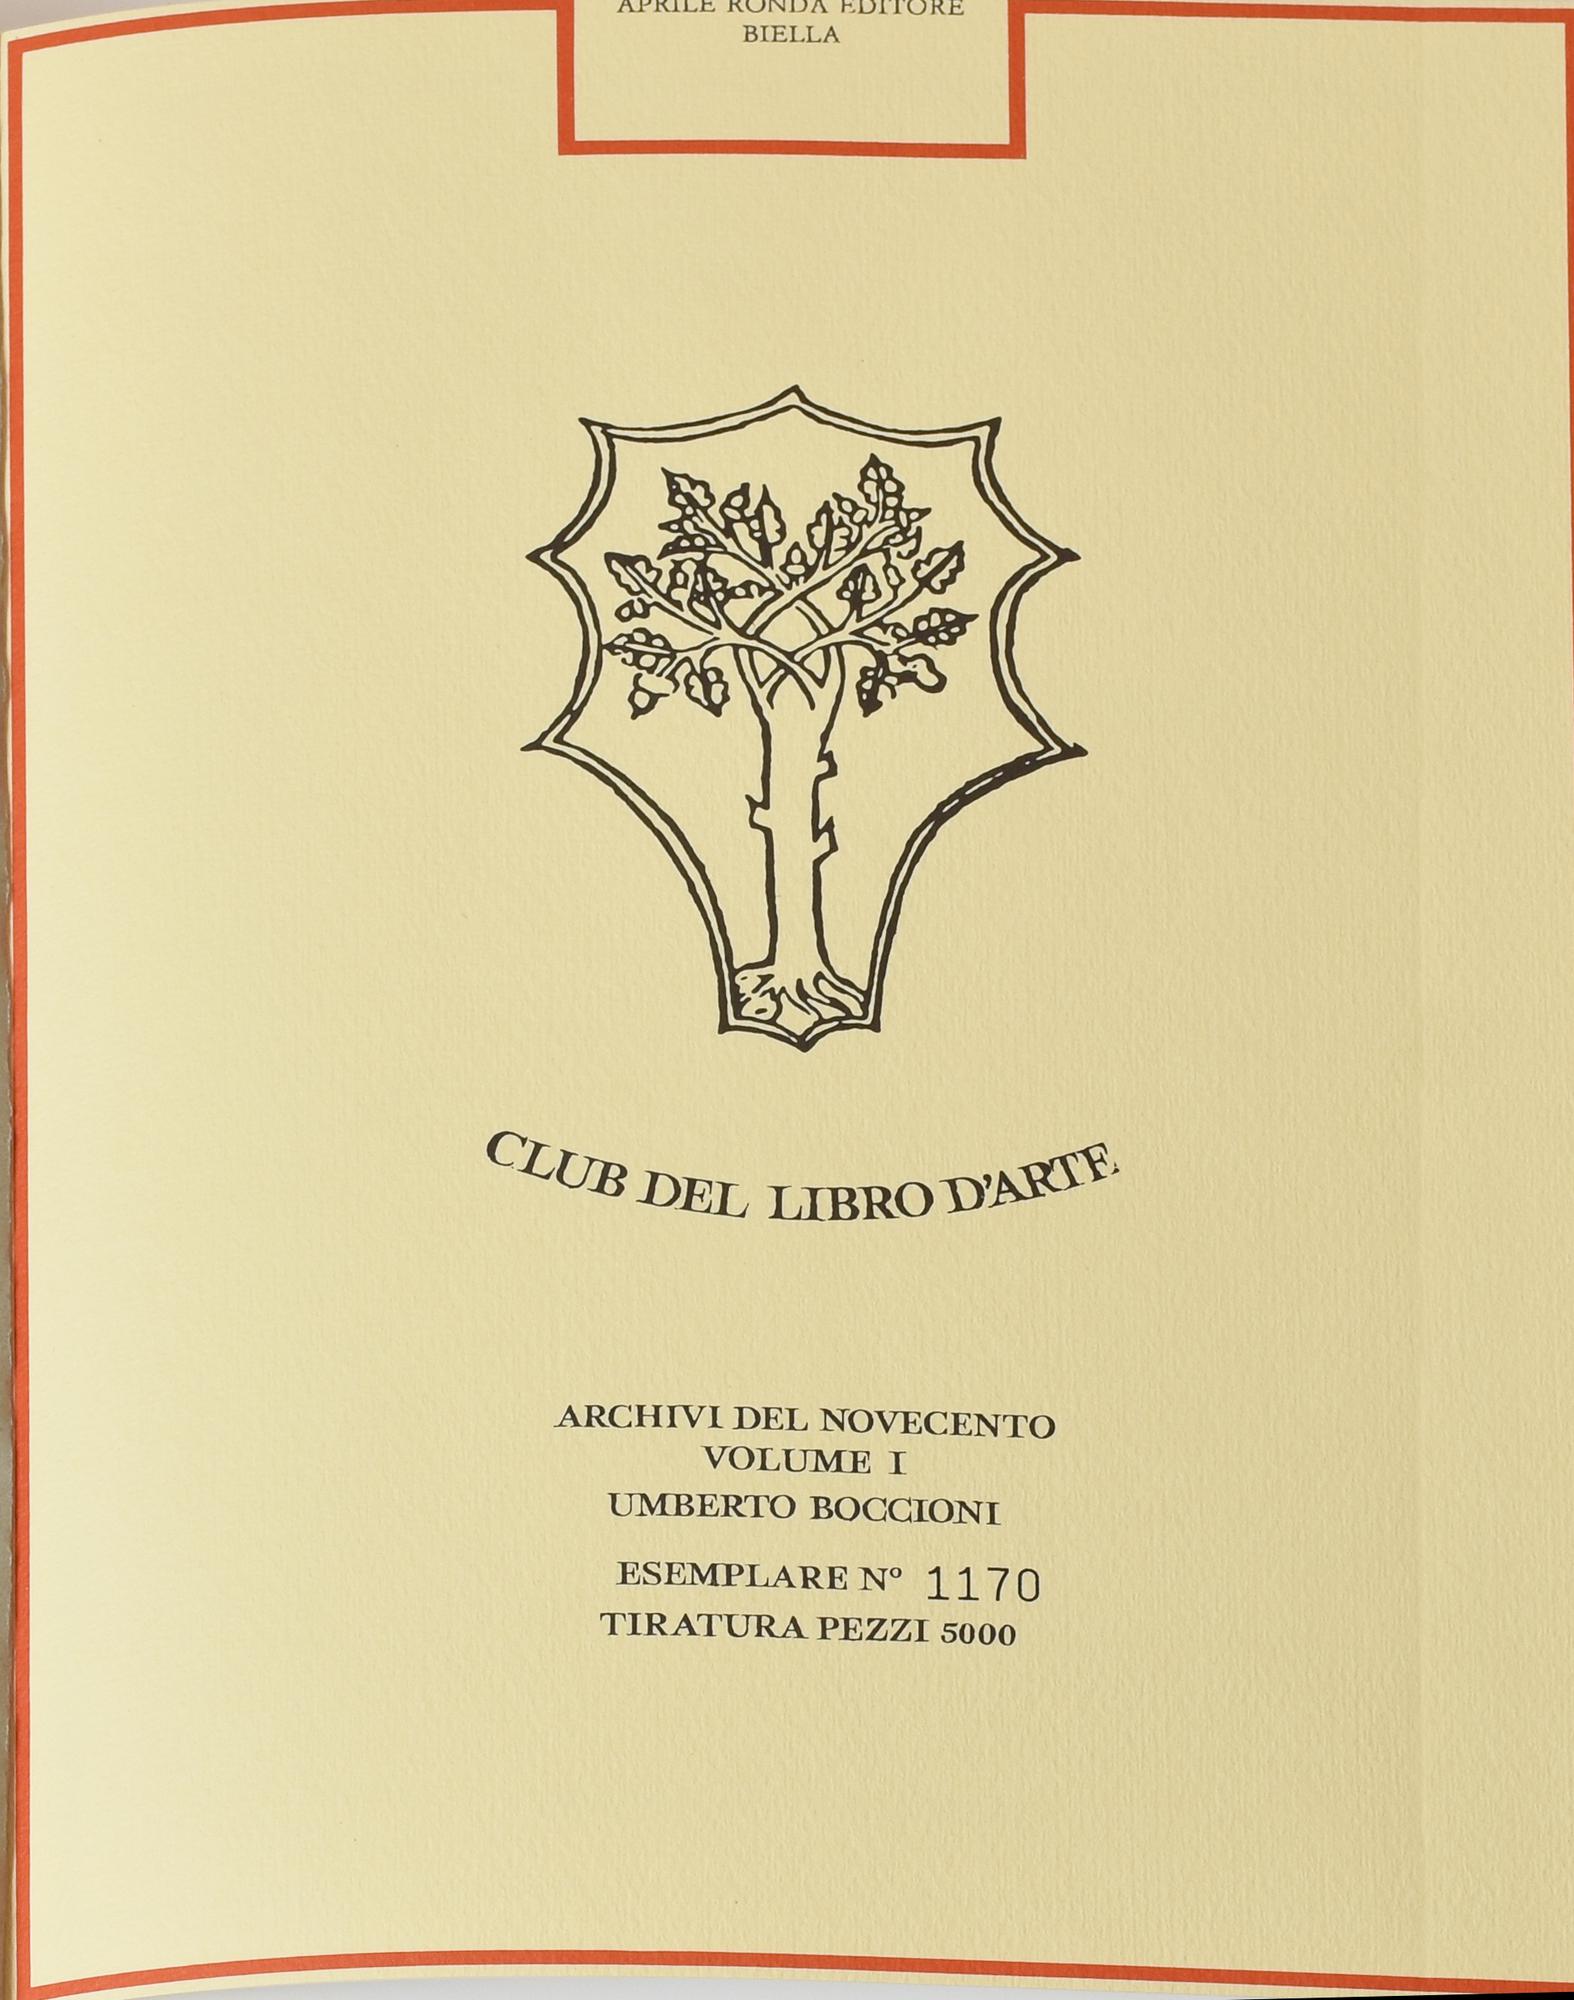 APRILE RONDA EDITORE
BIELLA
CLUB DEL LIBRO D'ARTE
ARCHIVI DEL NOVECENTO
VOLUME I
UMBERTO BOCCIONI
ESEMPLARE Nº 1170
TIRATURA PEZZI 5000